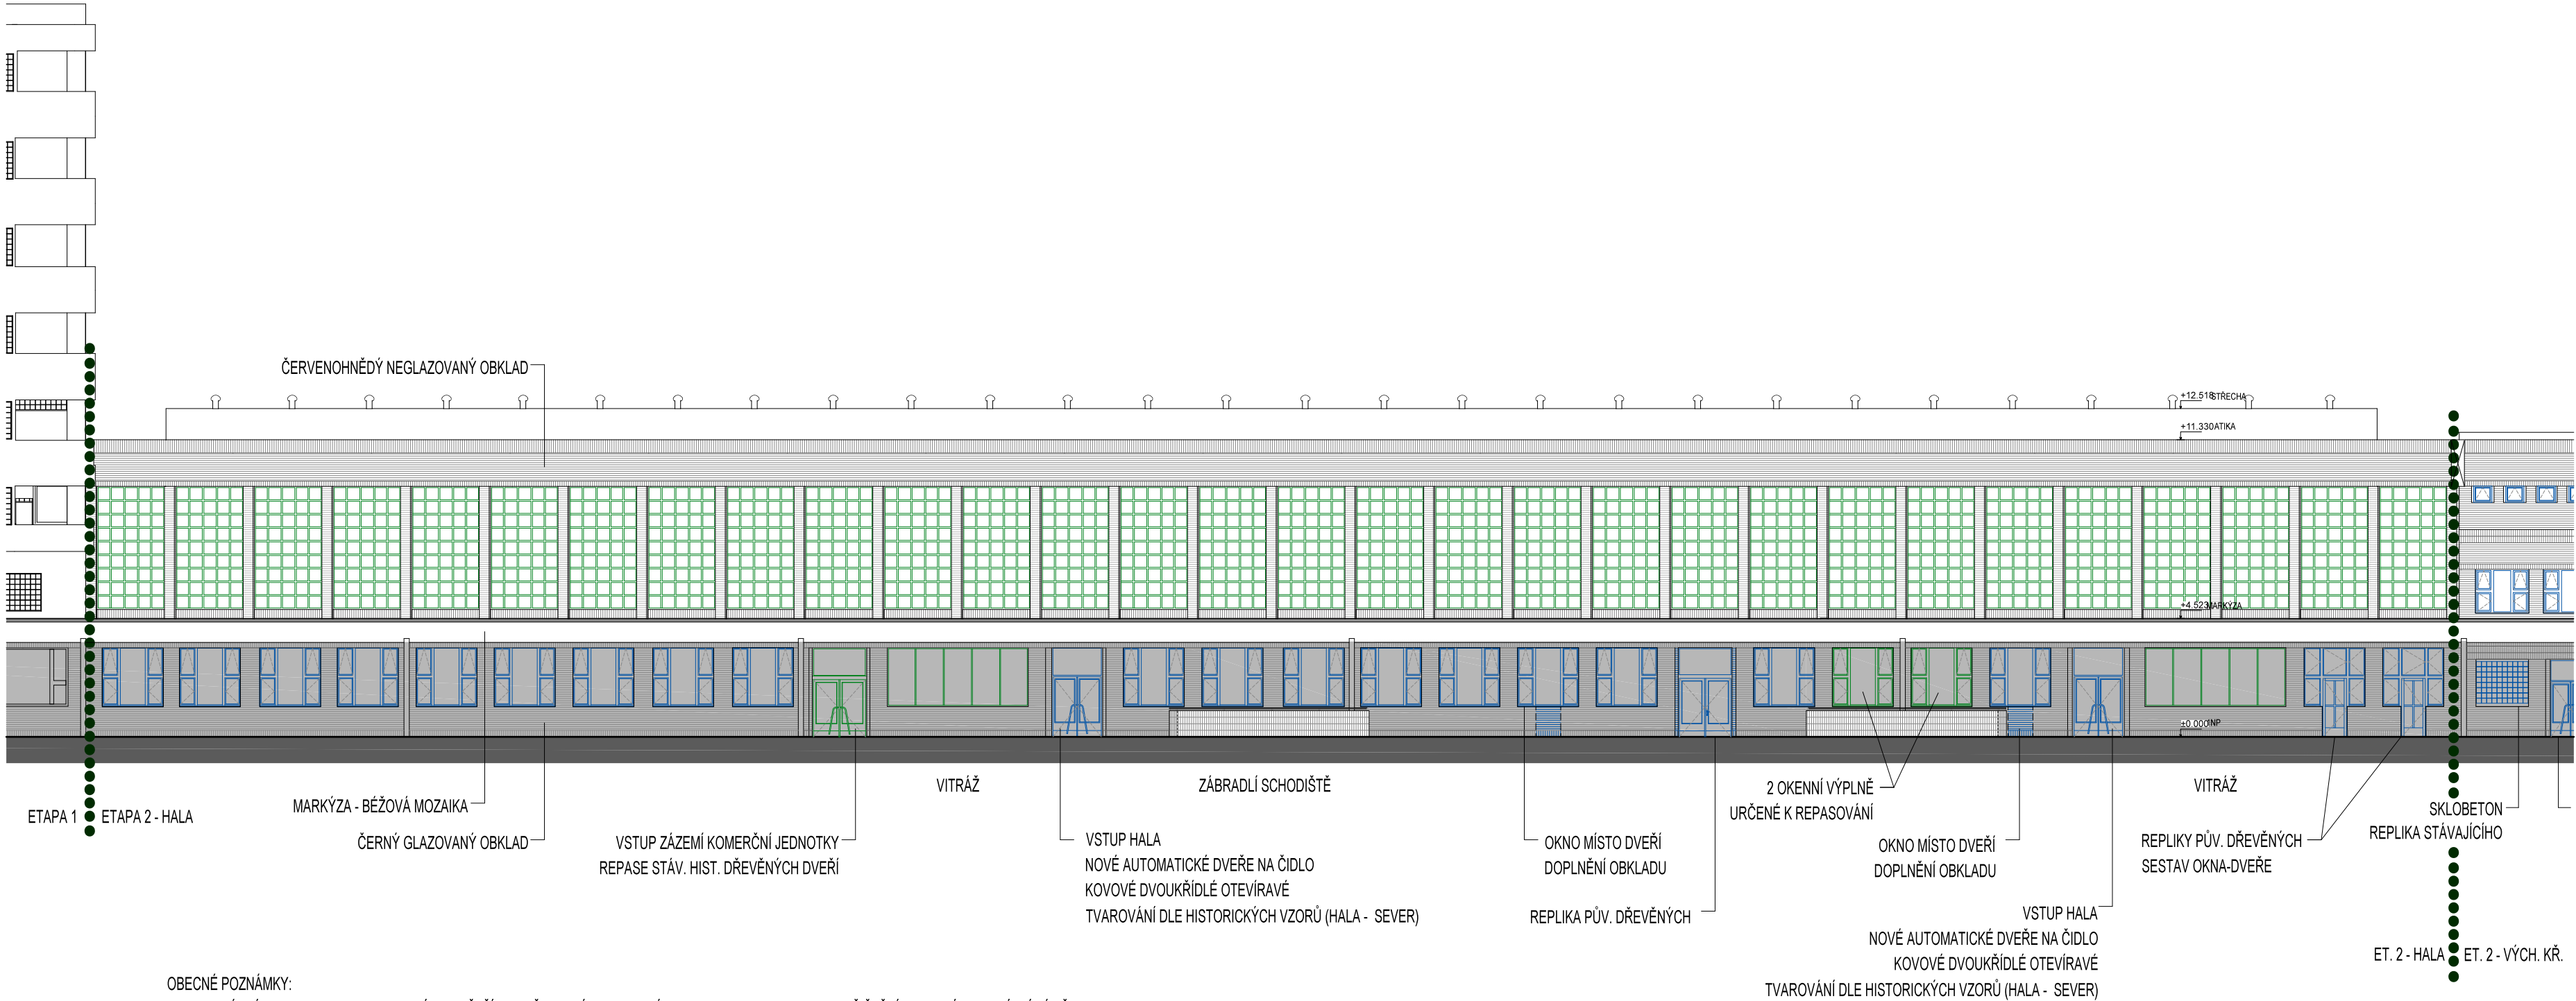 ČERVENOHNĚDÝ NEGLAZOVANÝ OBKLAD
+12.518 STŘECHA
+11.330 ATIKA
+4.523 MARKÝZA
±0.000 1NP
ETAPA 1
ETAPA 2 - HALA
MARKÝZA - BÉŽOVÁ MOZAIKA
ČERNÝ GLAZOVANÝ OBKLAD
VSTUP ZÁZEMÍ KOMERČNÍ JEDNOTKY
REPASE STÁV. HIST. DŘEVĚNÝCH DVEŘÍ
VITRÁŽ
VSTUP HALA
NOVÉ AUTOMATICKÉ DVEŘE NA ČIDLO
KOVOVÉ DVOUKŘÍDLÉ OTEVÍRAVÉ
TVAROVÁNÍ DLE HISTORICKÝCH VZORŮ (HALA - SEVER)
ZÁBRADLÍ SCHODIŠTĚ
OKNO MÍSTO DVEŘÍ
DOPLNĚNÍ OBKLADU
REPLIKA PŮV. DŘEVĚNÝCH
2 OKENNÍ VÝPLNĚ
URČENÉ K REPASOVÁNÍ
OKNO MÍSTO DVEŘÍ
DOPLNĚNÍ OBKLADU
VSTUP HALA
NOVÉ AUTOMATICKÉ DVEŘE NA ČIDLO
KOVOVÉ DVOUKŘÍDLÉ OTEVÍRAVÉ
TVAROVÁNÍ DLE HISTORICKÝCH VZORŮ (HALA - SEVER)
VITRÁŽ
REPLIKY PŮV. DŘEVĚNÝCH
SESTAV OKNA-DVEŘE
SKLOBETON
REPLIKA STÁVAJÍCÍHO
ET. 2 - HALA
ET. 2 - VÝCH. KŘ.
OBECNÉ POZNÁMKY: